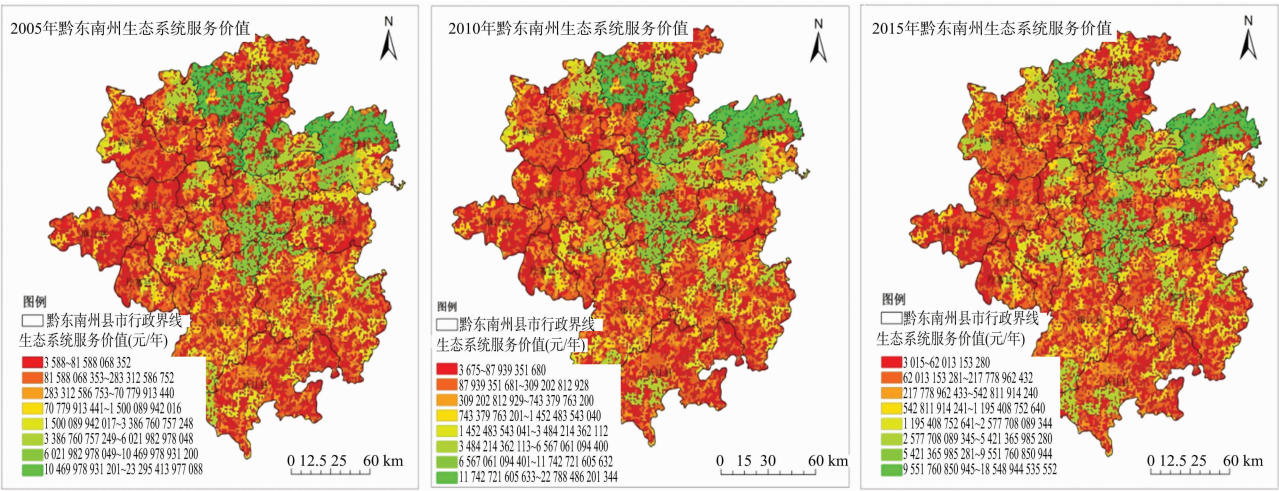 2005年黔东南州生态系统服务价值
N
图例
黔东南州县市行政界线
生态系统服务价值(元/年)
3 588~81 588 068 352
81 588 068 353~283 312 586 752
283 312 586 753~70 779 913 440
70 779 913 441~1 500 089 942 016
1 500 089 942 017~3 386 760 757 248
3 386 760 757 249~6 021 982 978 048
6 021 982 978 049~10 469 978 931 200
10 469 978 931 201~23 295 413 977 088
0 12.5 25 60 km
2010年黔东南州生态系统服务价值
N
图例
黔东南州县市行政界线
生态系统服务价值(元/年)
3 675~87 939 351 680
87 939 351 681~309 202 812 928
309 202 812 929~743 379 763 200
743 379 763 201~1 452 483 543 040
1 452 483 543 041~3 484 214 362 112
3 484 214 362 113~6 567 061 094 400
6 567 061 094 401~11 742 721 605 632
11 742 721 605 633~22 788 486 201 344
0 15 30 60 km
2015年黔东南州生态系统服务价值
N
图例
黔东南州县市行政界线
生态系统服务价值(元/年)
3 015~62 013 153 280
62 013 153 281~217 778 962 432
217 778 962 433~542 811 914 240
542 811 914 241~1 195 408 752 640
1 195 408 752 641~2 577 708 089 344
2 577 708 089 345~5 421 365 985 280
5 421 365 985 281~9 551 760 850 944
9 551 760 850 945~18 548 944 535 552
0 12.5 25 60 km